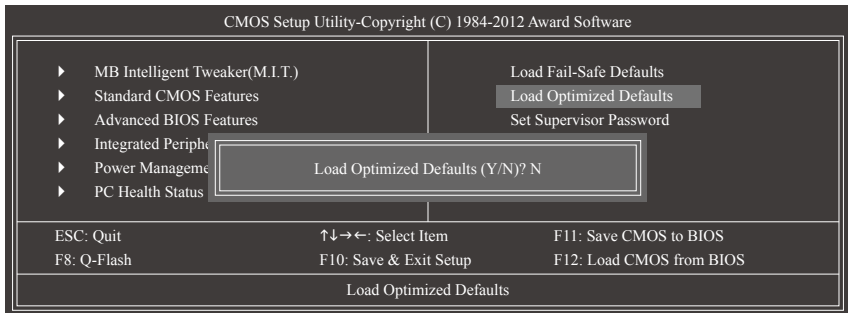 CMOS Setup Utility-Copyright (C) 1984-2012 Award Software
MB Intelligent Tweaker(M.I.T.)
Standard CMOS Features
Advanced BIOS Features
Integrated Periphe
Power Manageme
PC Health Status
Load Fail-Safe Defaults
Load Optimized Defaults
Set Supervisor Password
Load Optimized Defaults (Y/N)? N
ESC: Quit
↑↓→←: Select Item
F11: Save CMOS to BIOS
F8: Q-Flash
F10: Save & Exit Setup
F12: Load CMOS from BIOS
Load Optimized Defaults